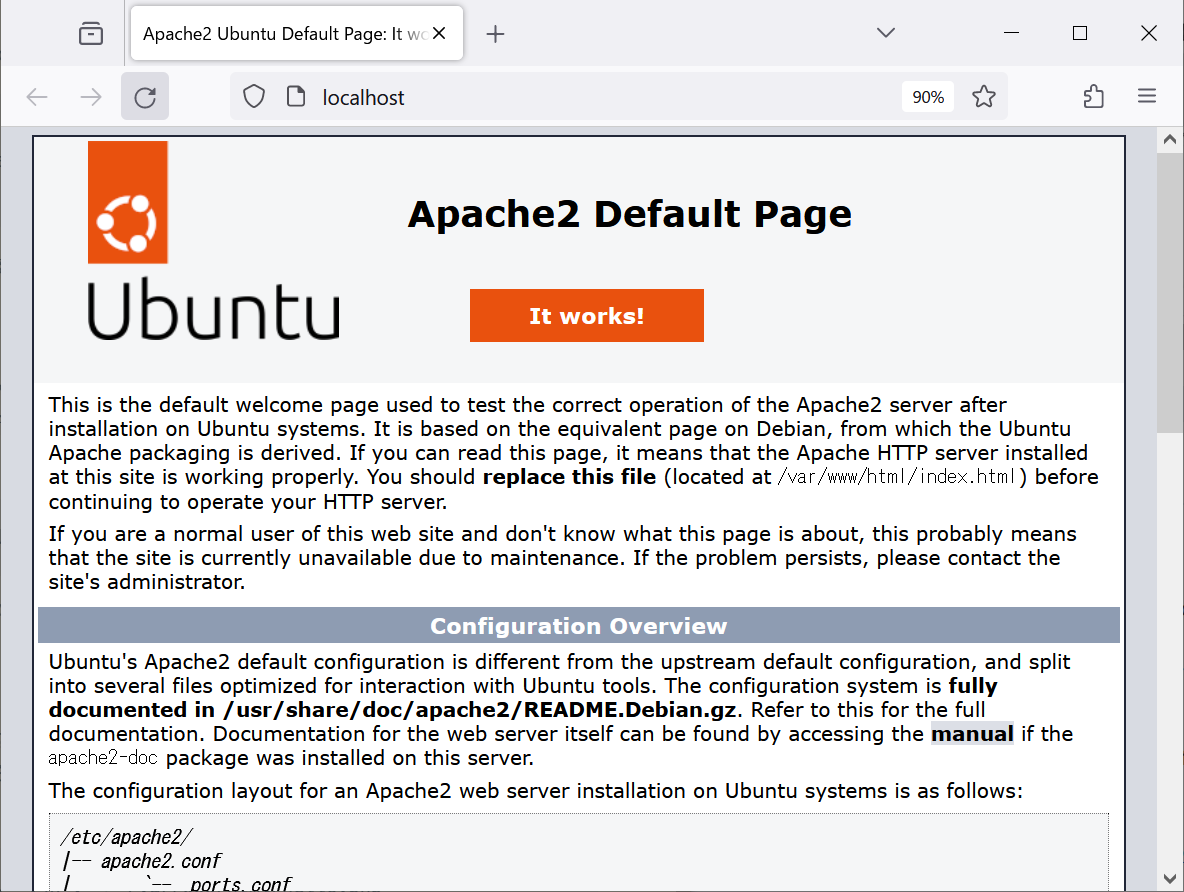 Apache2 Ubuntu Default Page: It wo
localhost
90%
Ubuntu
Apache2 Default Page
It works!
This is the default welcome page used to test the correct operation of the Apache2 server after
installation on Ubuntu systems. It is based on the equivalent page on Debian, from which the Ubuntu
Apache packaging is derived. If you can read this page, it means that the Apache HTTP server installed
at this site is working properly. You should replace this file (located at /var/www/html/index.html) before
continuing to operate your HTTP server.
If you are a normal user of this web site and don't know what this page is about, this probably means
that the site is currently unavailable due to maintenance. If the problem persists, please contact the
site's administrator.
Configuration Overview
Ubuntu's Apache2 default configuration is different from the upstream default configuration, and split
into several files optimized for interaction with Ubuntu tools. The configuration system is fully
documented in /usr/share/doc/apache2/README.Debian.gz. Refer to this for the full
documentation. Documentation for the web server itself can be found by accessing the manual if the
apache2-doc package was installed on this server.
The configuration layout for an Apache2 web server installation on Ubuntu systems is as follows:
/etc/apache2/
|-- apache2.conf
|       `--  ports.conf